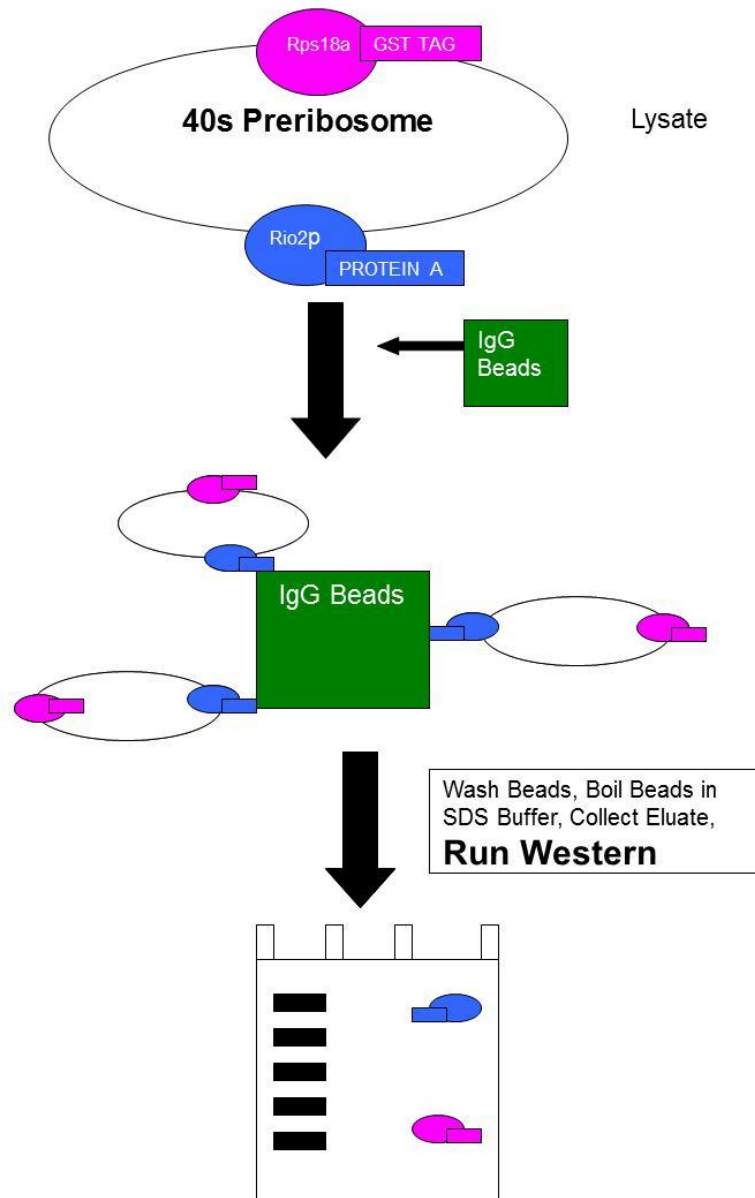 Rps18a GST TAG
40s Preribosome
Lysate
Rio2p
PROTEIN A
IgG
Beads
IgG Beads
Wash Beads, Boil Beads in
SDS Buffer, Collect Eluate,
Run Western